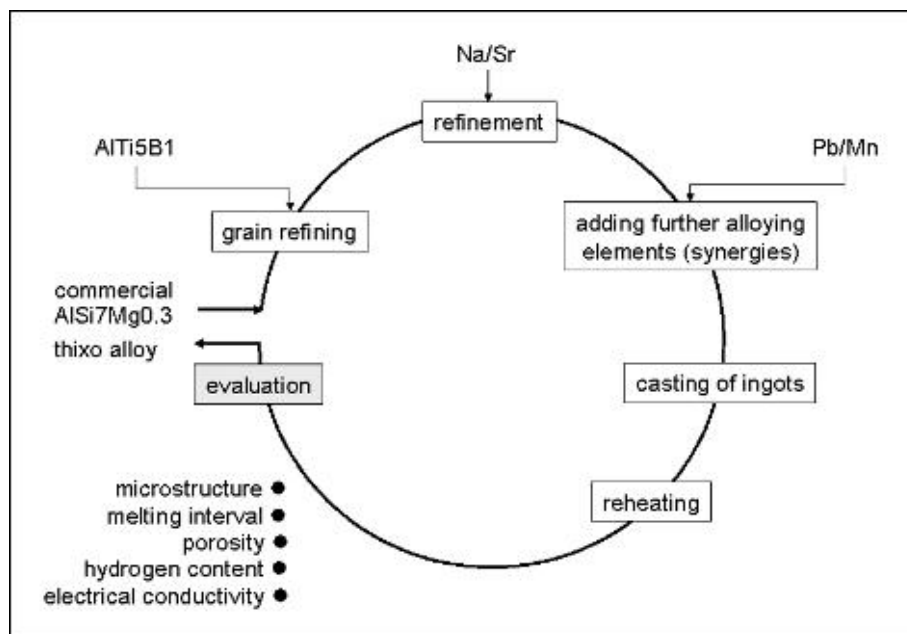 Na/Sr
refinement
AlTi5B1
Pb/Mn
grain refining
adding further alloying
elements (synergies)
commercial
AlSi7Mg0.3
thixo alloy
evaluation
casting of ingots
microstructure
melting interval
porosity
hydrogen content
electrical conductivity
reheating